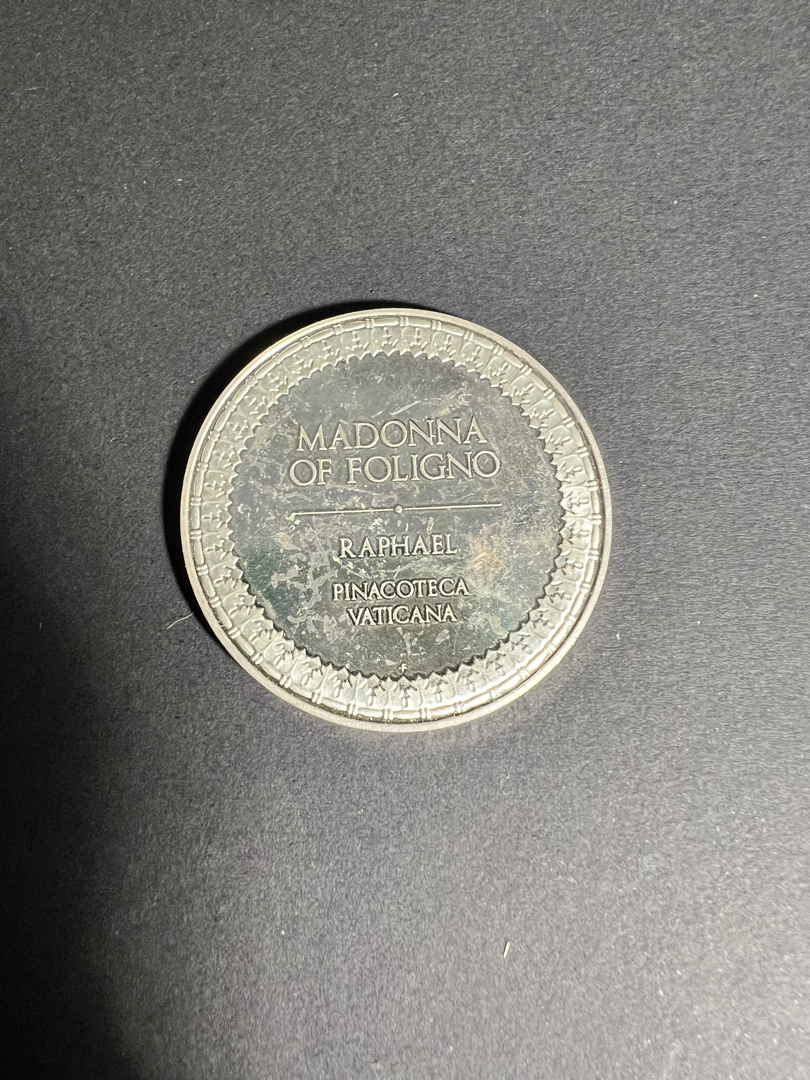 MADONNA
OF FOLIGNO
RAPHAEL
PINACOTECA
VATICANA